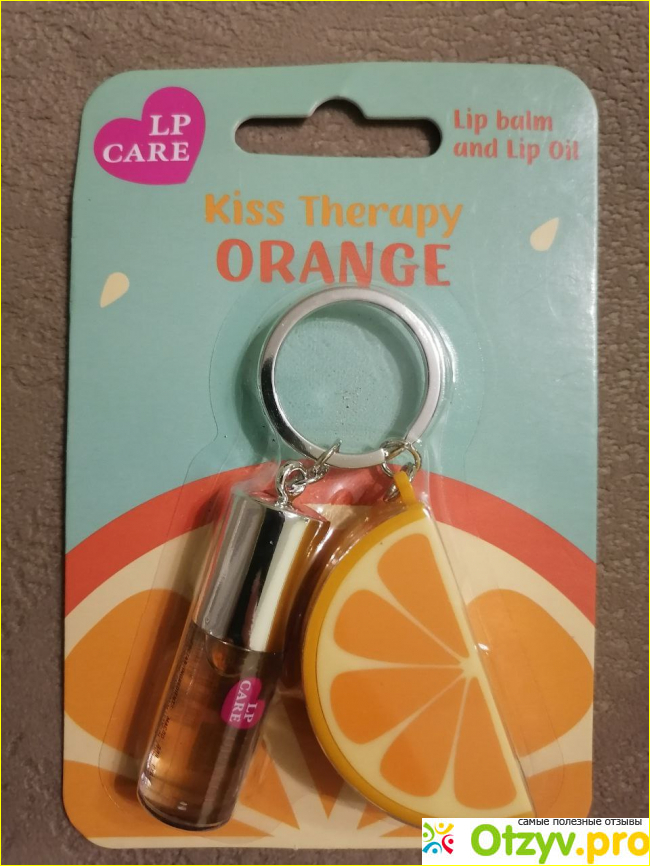 LP
CARE
Lip balm
and Lip Oil
Kiss Therapy
ORANGE
LP
CARE
самые полезные отзывы
Otzyv.pro